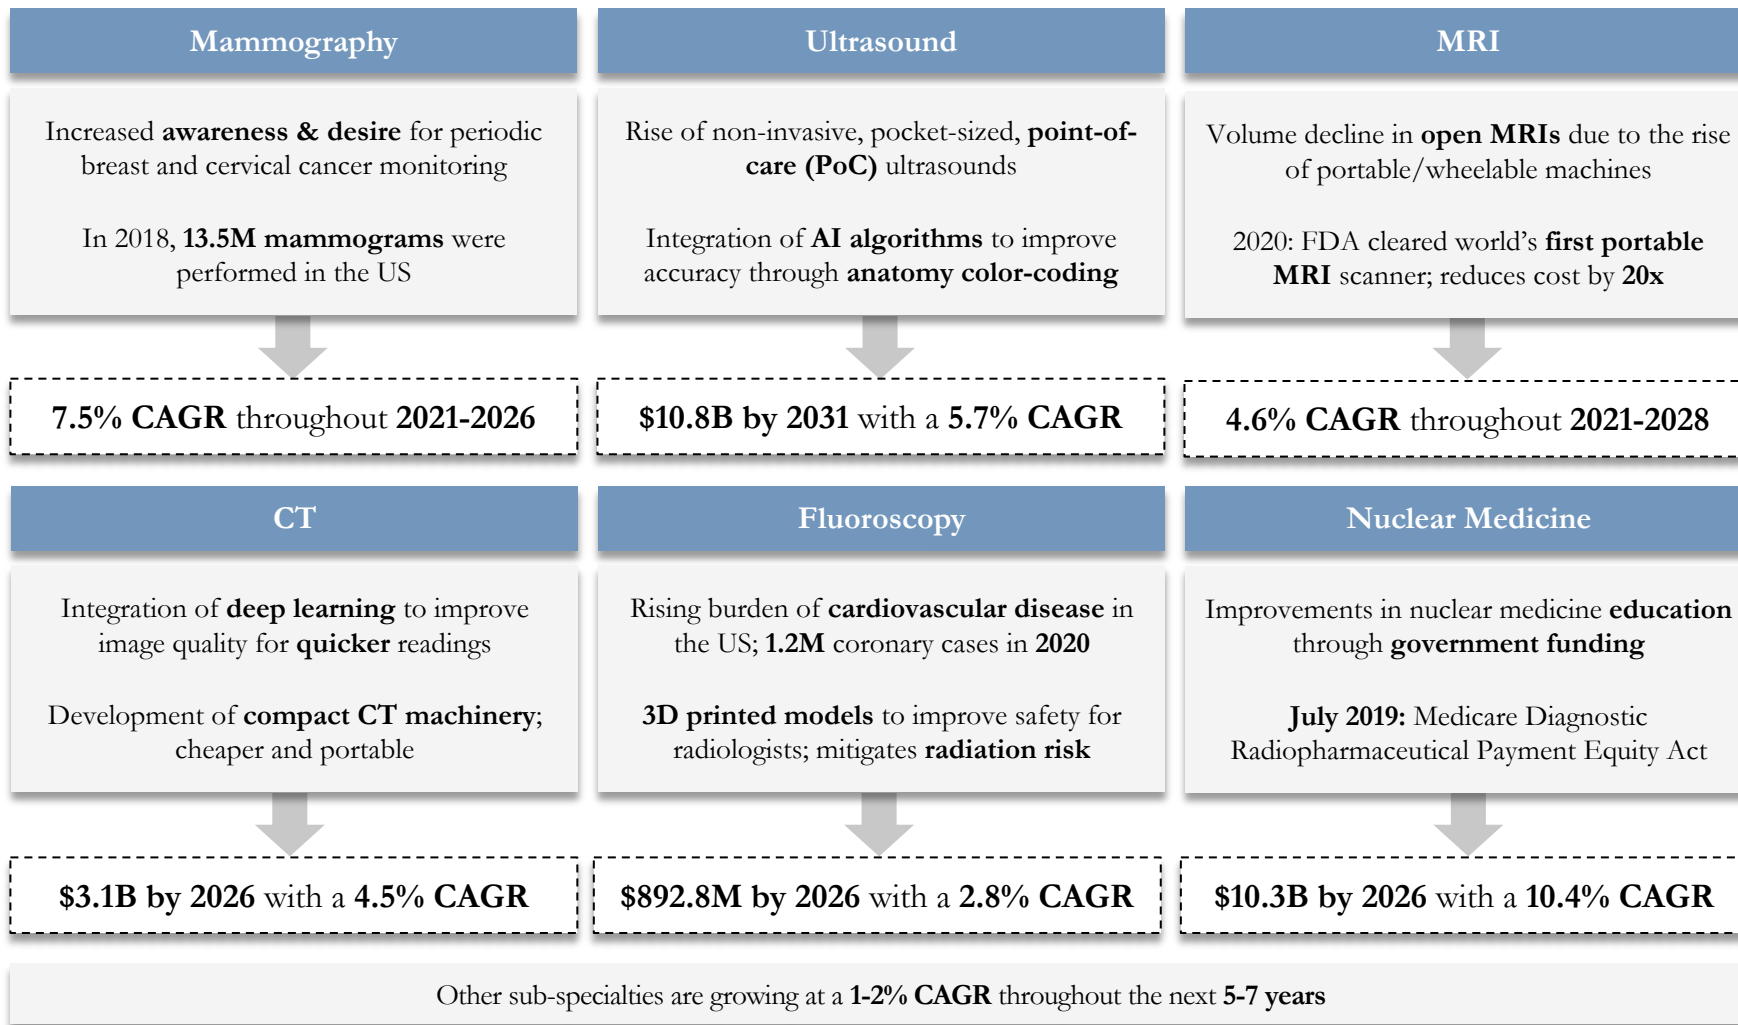 Mammography
Increased awareness & desire for periodic
breast and cervical cancer monitoring
In 2018, 13.5M mammograms were
performed in the US
7.5% CAGR throughout 2021-2026
Ultrasound
Rise of non-invasive, pocket-sized, point-of-
care (PoC) ultrasounds
Integration of AI algorithms to improve
accuracy through anatomy color-coding
$10.8B by 2031 with a 5.7% CAGR
MRI
Volume decline in open MRIs due to the rise
of portable/wheelable machines
2020: FDA cleared world’s first portable
MRI scanner; reduces cost by 20x
4.6% CAGR throughout 2021-2028
CT
Integration of deep learning to improve
image quality for quicker readings
Development of compact CT machinery;
cheaper and portable
$3.1B by 2026 with a 4.5% CAGR
Fluoroscopy
Rising burden of cardiovascular disease in
the US; 1.2M coronary cases in 2020
3D printed models to improve safety for
radiologists; mitigates radiation risk
$892.8M by 2026 with a 2.8% CAGR
Nuclear Medicine
Improvements in nuclear medicine education
through government funding
July 2019: Medicare Diagnostic
Radiopharmaceutical Payment Equity Act
$10.3B by 2026 with a 10.4% CAGR
Other sub-specialties are growing at a 1-2% CAGR throughout the next 5-7 years